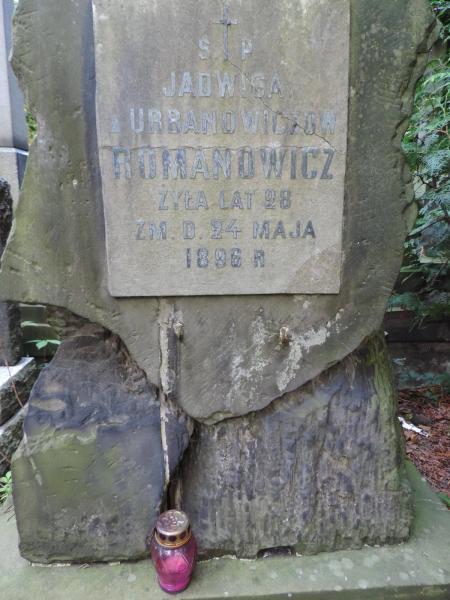 Ś P
JADWIGA
z URBANOWICZÓW
ROMANOWICZ
ŻYŁA LAT 28
ZM. D. 24 MAJA
1896 R